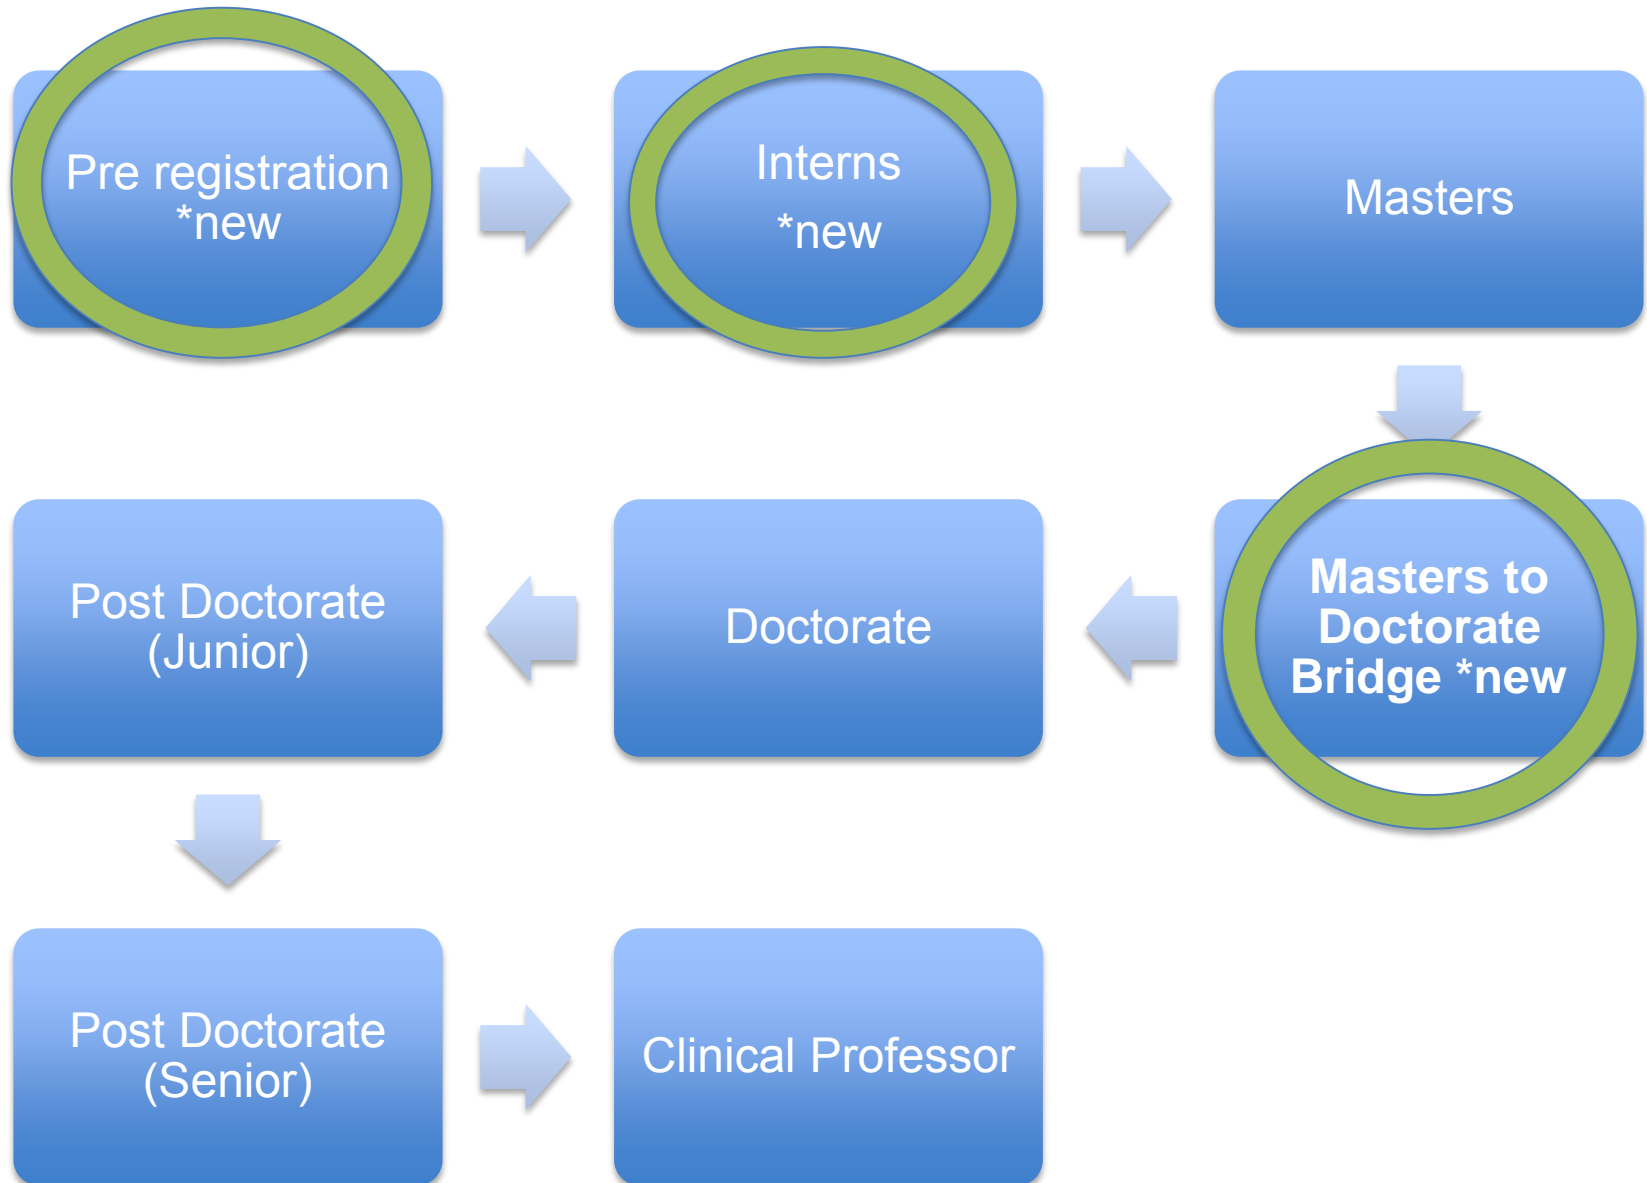 Pre registration
*new
Interns
*new
Masters
Masters to
Doctorate
Bridge *new
Doctorate
Post Doctorate
(Junior)
Post Doctorate
(Senior)
Clinical Professor